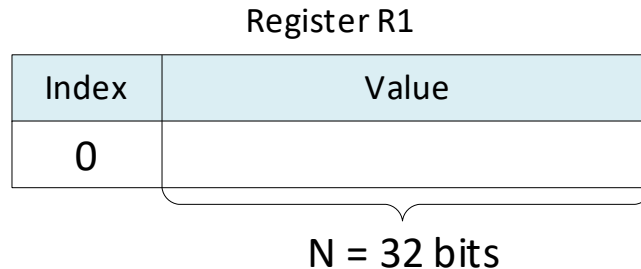 Register R1
Index Value
0
N = 32 bits